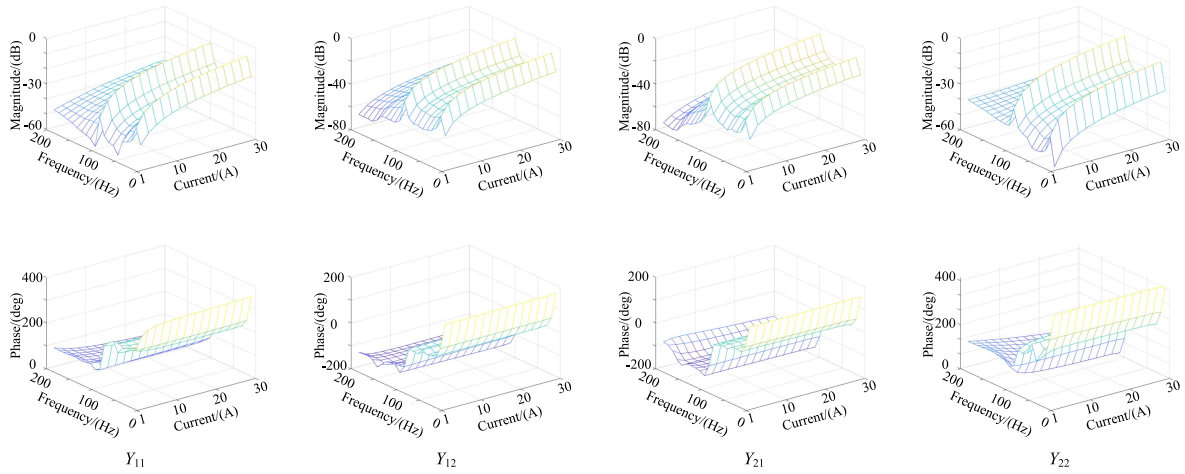 0
-30
-60
Magnitude/(dB)
200
100
0
Frequency/(Hz)
1
10
20
30
Current/(A)
0
-40
-80
Magnitude/(dB)
200
100
0
Frequency/(Hz)
1
10
20
30
Current/(A)
0
-40
-80
Magnitude/(dB)
200
100
0
Frequency/(Hz)
1
10
20
30
Current/(A)
0
-30
-60
Magnitude/(dB)
200
100
0
Frequency/(Hz)
1
10
20
30
Current/(A)
400
200
0
Phase/(deg)
200
100
0
Frequency/(Hz)
1
10
20
30
Current/(A)
Y11
200
0
-200
Phase/(deg)
200
100
0
Frequency/(Hz)
1
10
20
30
Current/(A)
Y12
200
0
-200
Phase/(deg)
200
100
0
Frequency/(Hz)
1
10
20
30
Current/(A)
Y21
400
200
0
Phase/(deg)
200
100
0
Frequency/(Hz)
1
10
20
30
Current/(A)
Y22